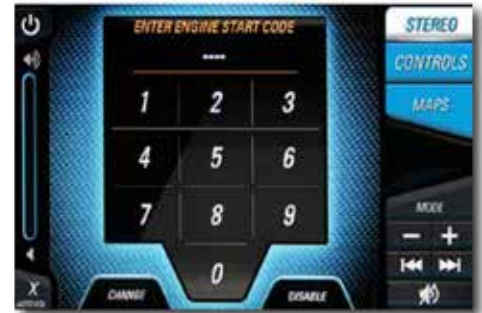 ENTER ENGINE START CODE
----
1 2 3
4 5 6
7 8 9
0
CHANGE
DISABLE
STEREO
CONTROLS
MAPS
MODE
- +
X